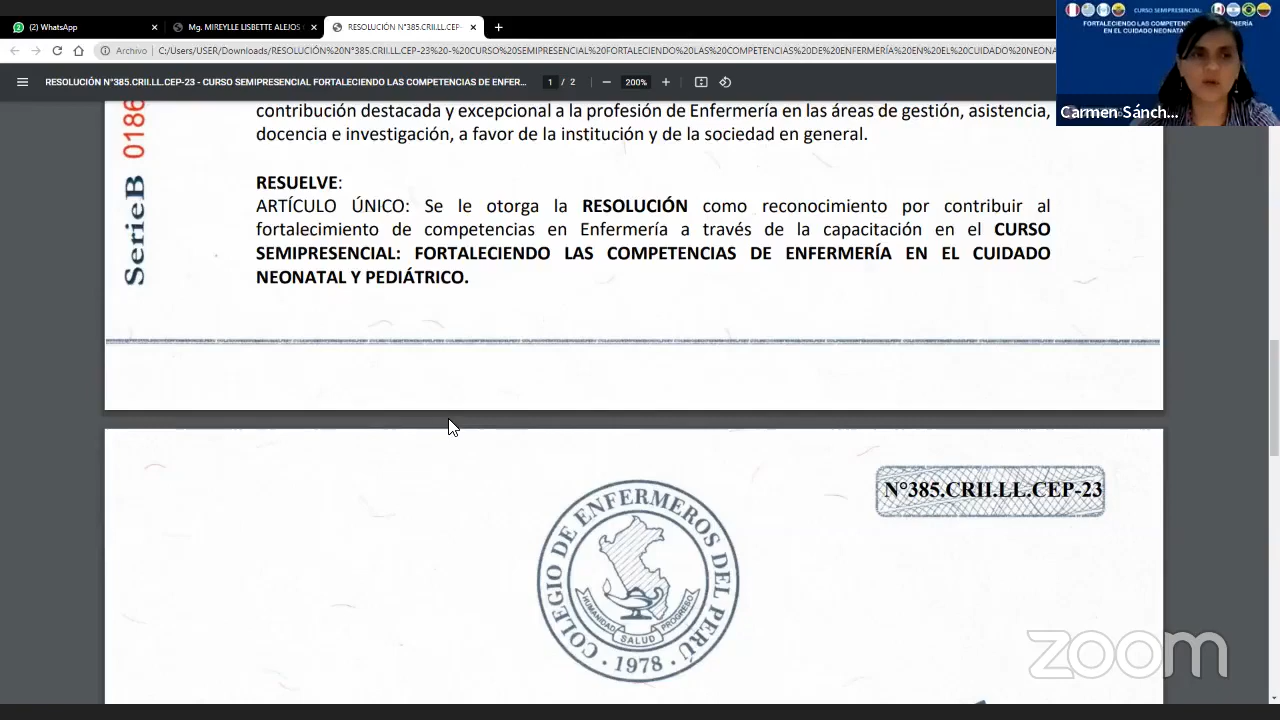 (2) WhatsApp
Mg. MIREYLLE LISBETTE ALEJOS
RESOLUCIÓN N°385.CRII.LL.CEP-
Archivo
C:/Users/USER/Downloads/RESOLUCIÓN%20N°385.CRII.LL.CEP-23%20-%20CURSO%20SEMIPRESENCIAL%20FORTALECIENDO%20LAS%20COMPETENCIAS%20DE%20ENFERMERÍA%20EN%20EL%20CUIDADO%20NEONA
RESOLUCIÓN N°385.CRII.LL.CEP-23 - CURSO SEMIPRESENCIAL FORTALECIENDO LAS COMPETENCIAS DE ENFER...
1 / 2
200%
CURSO SEMIPRESENCIAL:
Carmen Sánch...
contribución destacada y excepcional a la profesión de Enfermería en las áreas de gestión, asistencia,
docencia e investigación, a favor de la institución y de la sociedad en general.
SerieB 0186
RESUELVE:
ARTÍCULO ÚNICO: Se le otorga la RESOLUCIÓN como reconocimiento por contribuir al
fortalecimiento de competencias en Enfermería a través de la capacitación en el CURSO
SEMIPRESENCIAL: FORTALECIENDO LAS COMPETENCIAS DE ENFERMERÍA EN EL CUIDADO
NEONATAL Y PEDIÁTRICO.
N°385.CRII.LL.CEP-23
COLEGIO DE ENFERMEROS DEL PERÚ
HUMANIDAD SALUD PROGRESO
· 1978 ·
zoom